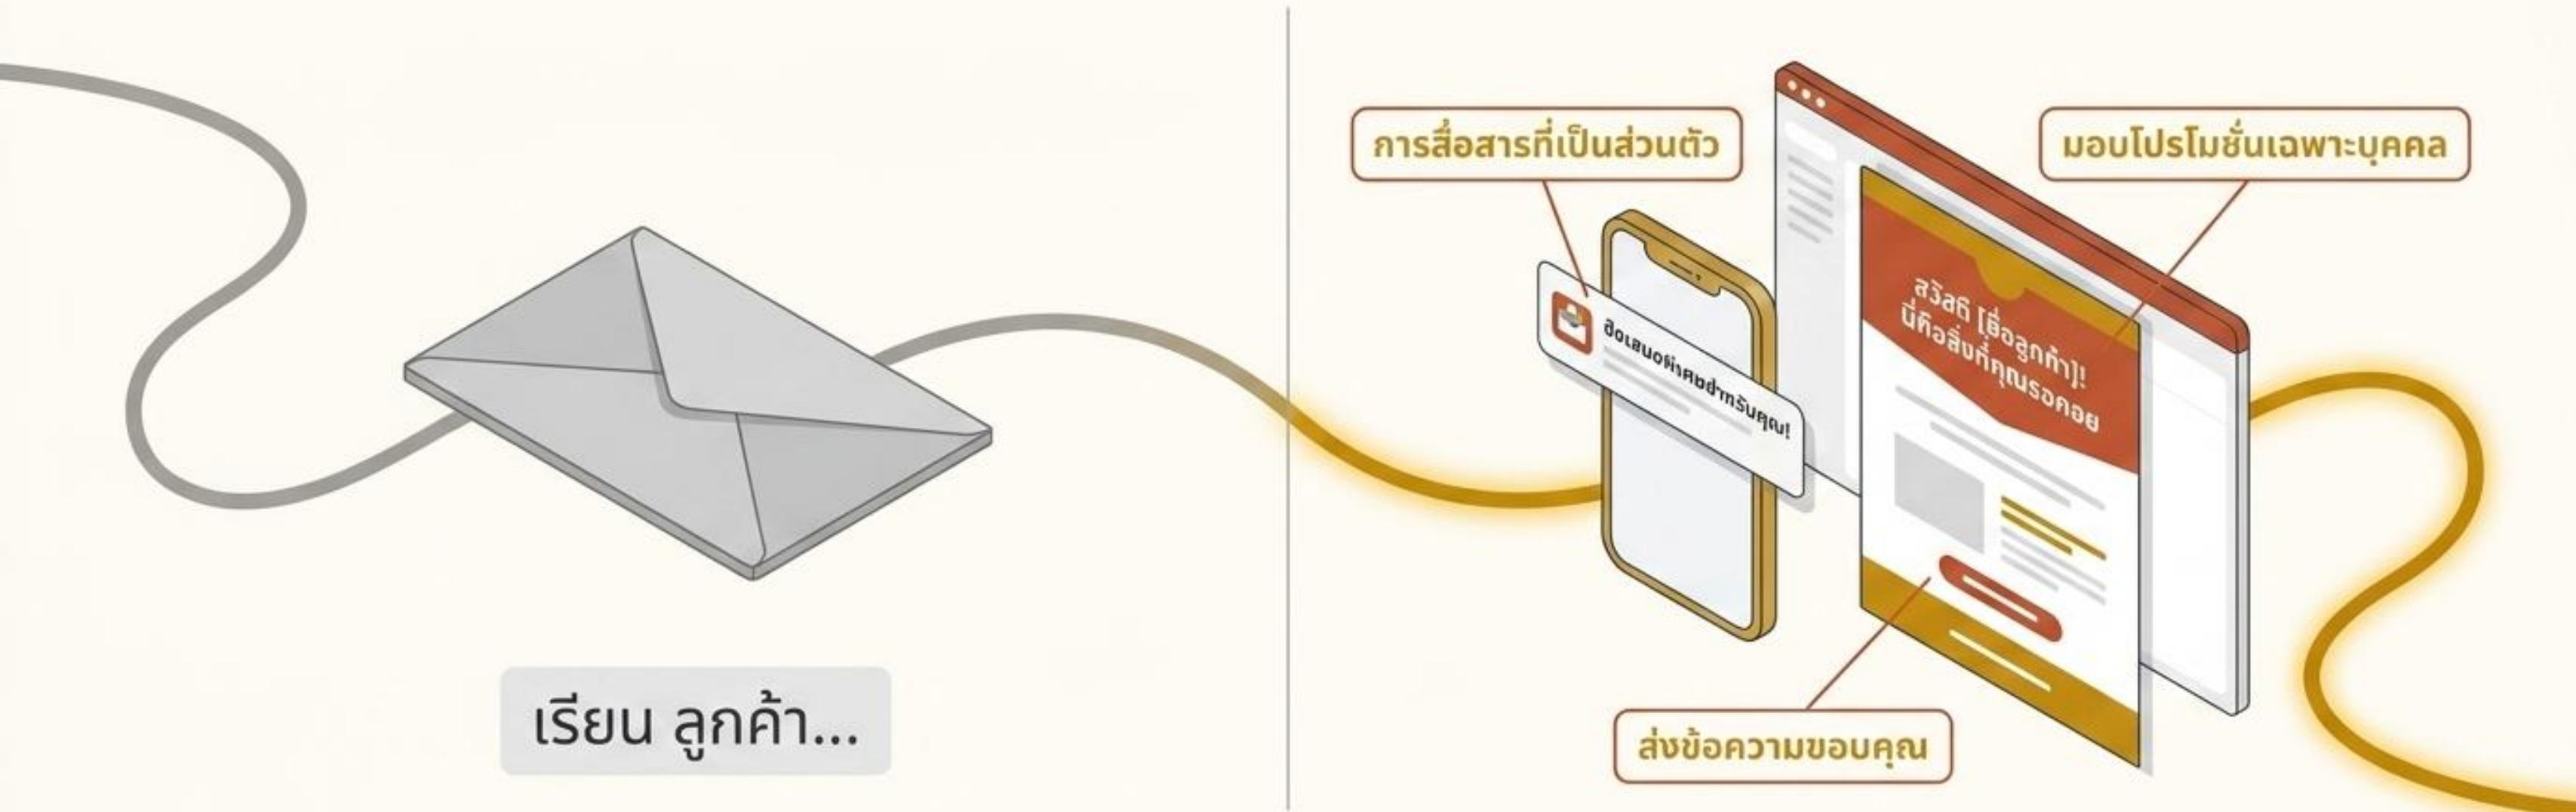 เรียน ลูกค้า...
การสื่อสารที่เป็นส่วนตัว
มอบโปรโมชั่นเฉพาะบุคคล
สวัสดี [ชื่อลูกค้า]!
นี่คือสิ่งที่คุณรอคอย
ส่งข้อความขอบคุณ